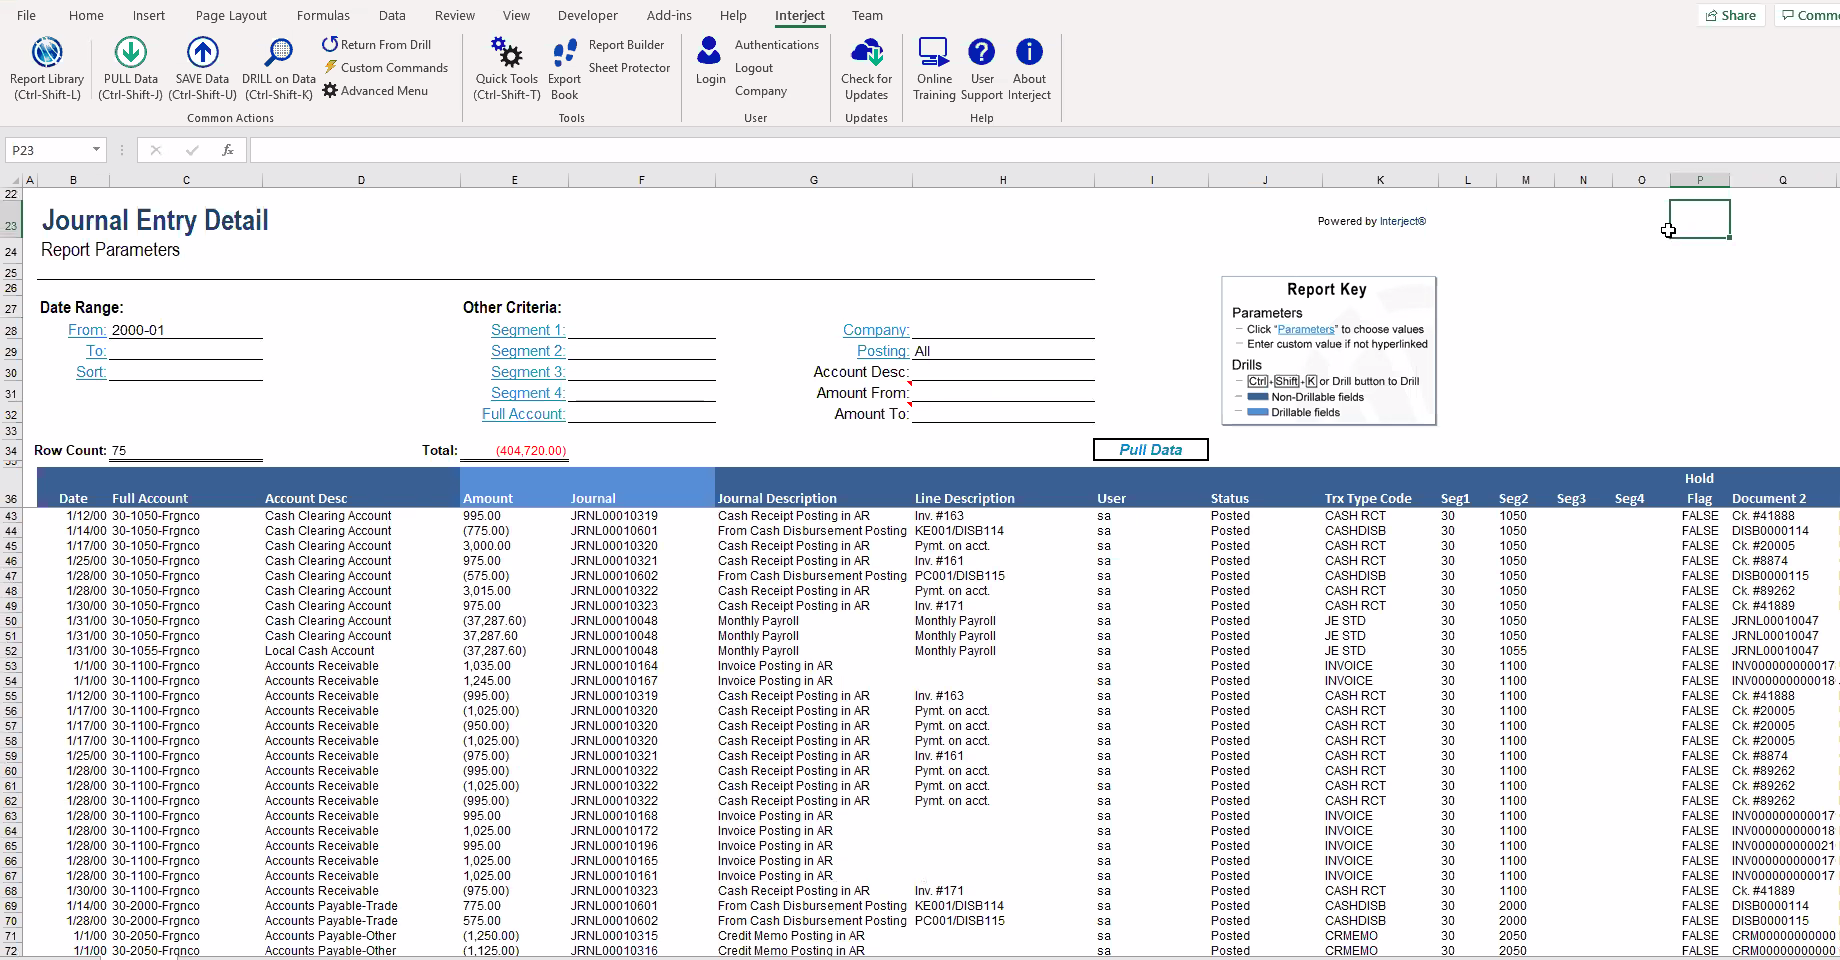 File Home Insert Page Layout Formulas Data Review View Developer Add-ins Help Interject Team Share
Report Library (Ctrl-Shift-L)
PULL Data (Ctrl-Shift-J)
SAVE Data (Ctrl-Shift-U)
DRILL on Data (Ctrl-Shift-K)
Return From Drill
Custom Commands
Advanced Menu
Common Actions
Quick Tools (Ctrl-Shift-T)
Export Book
Report Builder
Sheet Protector
Tools
Login
Authentications
Logout
Company
User
Check for Updates
Updates
Online Training
User Support
About Interject
Help
P23 fx
A B C D E F G H I J K L M N O P Q
22
23 Journal Entry Detail Powered by Interject®
24 Report Parameters
25
26
27 Date Range: Other Criteria:
28 From: 2000-01 Segment 1: Company:
29 To: Segment 2: Posting: All
30 Sort: Segment 3: Account Desc:
31 Segment 4: Amount From:
32 Full Account: Amount To:
Report Key
Parameters
Click "Parameters" to choose values
Enter custom value if not hyperlinked
Drills
Ctrl+Shift+K or Drill button to Drill
Non-Drillable fields
Drillable fields
33
34 Row Count: 75 Total: (404,720.00) Pull Data
36 Date Full Account Account Desc Amount Journal Journal Description Line Description User Status Trx Type Code Seg1 Seg2 Seg3 Seg4 Hold Flag Document 2
43 1/12/00 30-1050-Frgnco Cash Clearing Account 995.00 JRNL00010319 Cash Receipt Posting in AR Inv. #163 sa Posted CASH RCT 30 1050 FALSE Ck. #41888
44 1/14/00 30-1050-Frgnco Cash Clearing Account (775.00) JRNL00010601 From Cash Disbursement Posting KE001/DISB114 sa Posted CASHDISB 30 1050 FALSE DISB0000114
45 1/17/00 30-1050-Frgnco Cash Clearing Account 3,000.00 JRNL00010320 Cash Receipt Posting in AR Pymt. on acct. sa Posted CASH RCT 30 1050 FALSE Ck. #20005
46 1/25/00 30-1050-Frgnco Cash Clearing Account 975.00 JRNL00010321 Cash Receipt Posting in AR Inv. #161 sa Posted CASH RCT 30 1050 FALSE Ck. #8874
47 1/28/00 30-1050-Frgnco Cash Clearing Account (575.00) JRNL00010602 From Cash Disbursement Posting PC001/DISB115 sa Posted CASHDISB 30 1050 FALSE DISB0000115
48 1/28/00 30-1050-Frgnco Cash Clearing Account 3,015.00 JRNL00010322 Cash Receipt Posting in AR Pymt. on acct. sa Posted CASH RCT 30 1050 FALSE Ck. #89262
49 1/30/00 30-1050-Frgnco Cash Clearing Account 975.00 JRNL00010323 Cash Receipt Posting in AR Inv. #171 sa Posted CASH RCT 30 1050 FALSE Ck. #41889
50 1/31/00 30-1050-Frgnco Cash Clearing Account (37,287.60) JRNL00010048 Monthly Payroll Monthly Payroll sa Posted JE STD 30 1050 FALSE JRNL00010047
51 1/31/00 30-1050-Frgnco Cash Clearing Account 37,287.60 JRNL00010048 Monthly Payroll Monthly Payroll sa Posted JE STD 30 1050 FALSE JRNL00010047
52 1/31/00 30-1055-Frgnco Local Cash Account (37,287.60) JRNL00010048 Monthly Payroll Monthly Payroll sa Posted JE STD 30 1055 FALSE JRNL00010047
53 1/1/00 30-1100-Frgnco Accounts Receivable 1,035.00 JRNL00010164 Invoice Posting in AR sa Posted INVOICE 30 1100 FALSE INV000000000017
54 1/1/00 30-1100-Frgnco Accounts Receivable 1,245.00 JRNL00010167 Invoice Posting in AR sa Posted INVOICE 30 1100 FALSE INV000000000018
55 1/12/00 30-1100-Frgnco Accounts Receivable (995.00) JRNL00010319 Cash Receipt Posting in AR Inv. #163 sa Posted CASH RCT 30 1100 FALSE Ck. #41888
56 1/17/00 30-1100-Frgnco Accounts Receivable (1,025.00) JRNL00010320 Cash Receipt Posting in AR Pymt. on acct. sa Posted CASH RCT 30 1100 FALSE Ck. #20005
57 1/17/00 30-1100-Frgnco Accounts Receivable (950.00) JRNL00010320 Cash Receipt Posting in AR Pymt. on acct. sa Posted CASH RCT 30 1100 FALSE Ck. #20005
58 1/17/00 30-1100-Frgnco Accounts Receivable (1,025.00) JRNL00010320 Cash Receipt Posting in AR Pymt. on acct. sa Posted CASH RCT 30 1100 FALSE Ck. #20005
59 1/25/00 30-1100-Frgnco Accounts Receivable (975.00) JRNL00010321 Cash Receipt Posting in AR Inv. #161 sa Posted CASH RCT 30 1100 FALSE Ck. #8874
60 1/28/00 30-1100-Frgnco Accounts Receivable (995.00) JRNL00010322 Cash Receipt Posting in AR Pymt. on acct. sa Posted CASH RCT 30 1100 FALSE Ck. #89262
61 1/28/00 30-1100-Frgnco Accounts Receivable (1,025.00) JRNL00010322 Cash Receipt Posting in AR Pymt. on acct. sa Posted CASH RCT 30 1100 FALSE Ck. #89262
62 1/28/00 30-1100-Frgnco Accounts Receivable (995.00) JRNL00010322 Cash Receipt Posting in AR Pymt. on acct. sa Posted CASH RCT 30 1100 FALSE Ck. #89262
63 1/28/00 30-1100-Frgnco Accounts Receivable 995.00 JRNL00010168 Invoice Posting in AR sa Posted INVOICE 30 1100 FALSE INV000000000017
64 1/28/00 30-1100-Frgnco Accounts Receivable 1,025.00 JRNL00010172 Invoice Posting in AR sa Posted INVOICE 30 1100 FALSE INV000000000018
65 1/28/00 30-1100-Frgnco Accounts Receivable 995.00 JRNL00010196 Invoice Posting in AR sa Posted INVOICE 30 1100 FALSE INV000000000021
66 1/28/00 30-1100-Frgnco Accounts Receivable 1,025.00 JRNL00010165 Invoice Posting in AR sa Posted INVOICE 30 1100 FALSE INV000000000017
67 1/28/00 30-1100-Frgnco Accounts Receivable 1,025.00 JRNL00010161 Invoice Posting in AR sa Posted INVOICE 30 1100 FALSE INV000000000017
68 1/30/00 30-1100-Frgnco Accounts Receivable (975.00) JRNL00010323 Cash Receipt Posting in AR Inv. #171 sa Posted CASH RCT 30 1100 FALSE Ck. #41889
69 1/14/00 30-2000-Frgnco Accounts Payable-Trade 775.00 JRNL00010601 From Cash Disbursement Posting KE001/DISB114 sa Posted CASHDISB 30 2000 FALSE DISB0000114
70 1/28/00 30-2000-Frgnco Accounts Payable-Trade 575.00 JRNL00010602 From Cash Disbursement Posting PC001/DISB115 sa Posted CASHDISB 30 2000 FALSE DISB0000115
71 1/1/00 30-2050-Frgnco Accounts Payable-Other (1,250.00) JRNL00010315 Credit Memo Posting in AR sa Posted CRMEMO 30 2050 FALSE CRM00000000000
72 1/1/00 30-2050-Frgnco Accounts Payable-Other (1,125.00) JRNL00010316 Credit Memo Posting in AR sa Posted CRMEMO 30 2050 FALSE CRM00000000000